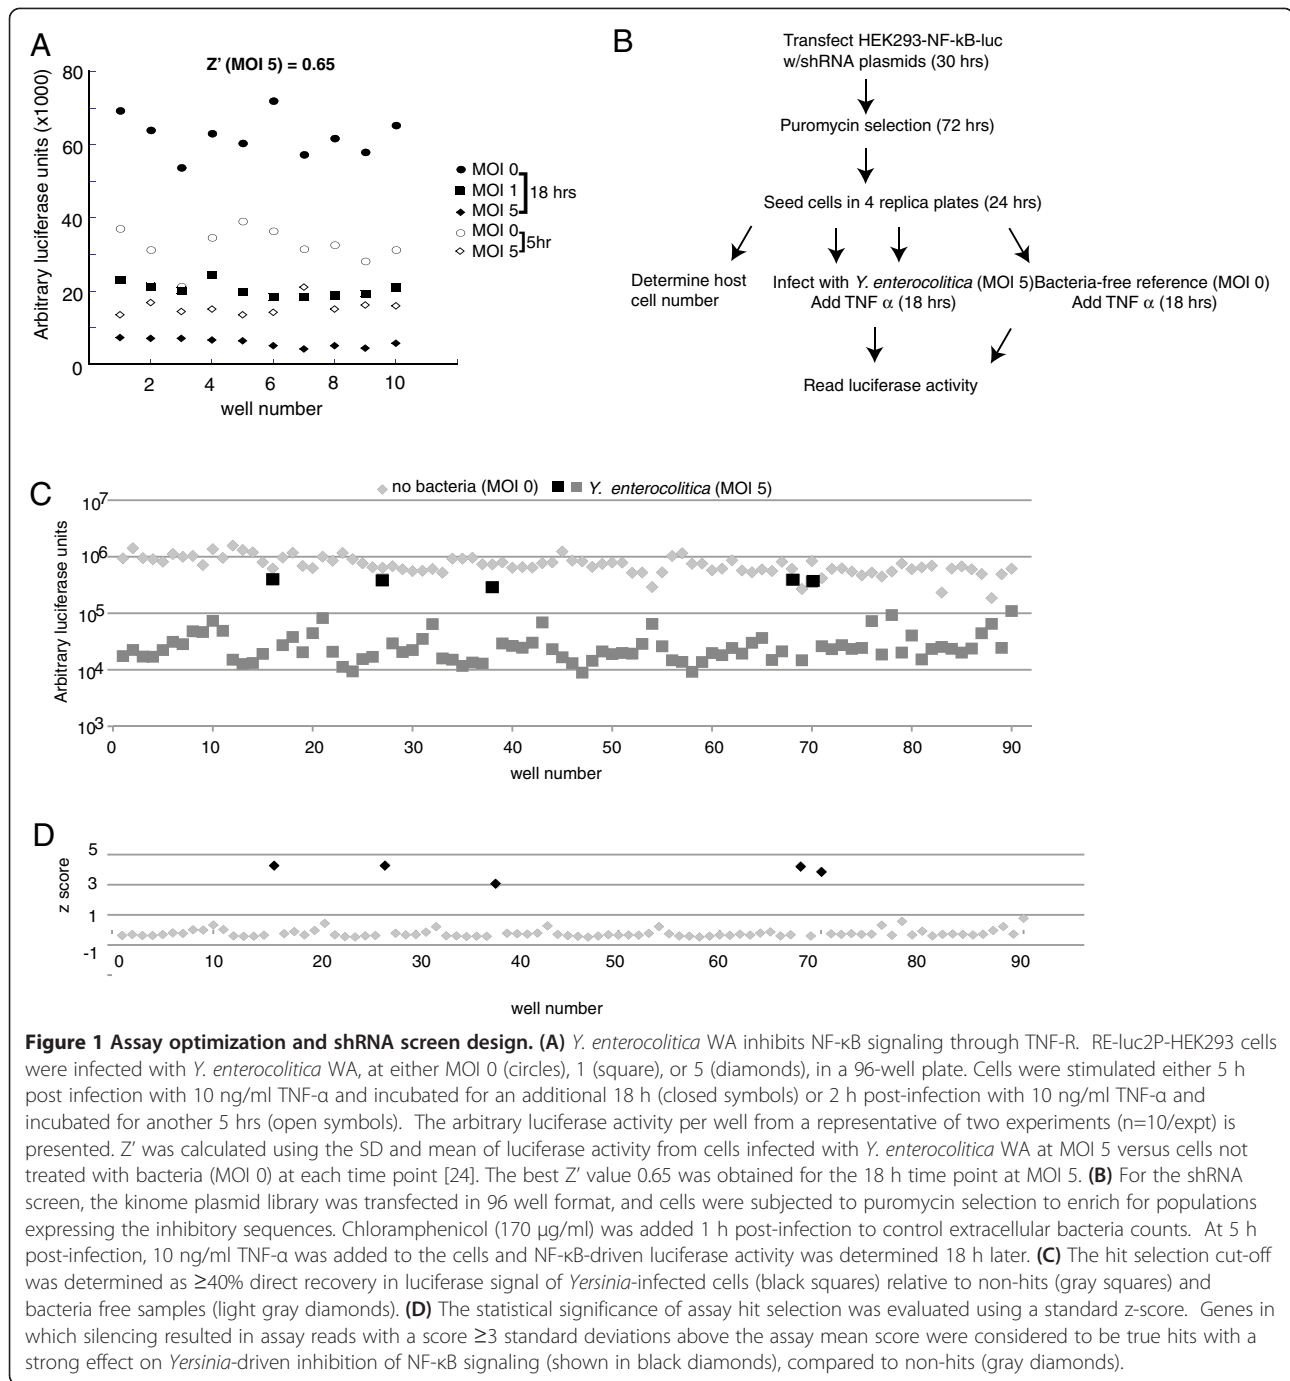 A
Z' (MOI 5) = 0.65
Arbitrary luciferase units (x1000)
80
60
40
20
0
2
4
6
8
10
well number
MOI 0
MOI 1
MOI 5
18 hrs
MOI 0
MOI 5
5hr
B
Transfect HEK293-NF-kB-luc
w/shRNA plasmids (30 hrs)
Puromycin selection (72 hrs)
Seed cells in 4 replica plates (24 hrs)
Determine host
cell number
Infect with Y. enterocolitica (MOI 5)
Add TNF α (18 hrs)
Bacteria-free reference (MOI 0)
Add TNF α (18 hrs)
Read luciferase activity
C
no bacteria (MOI 0)
Y. enterocolitica (MOI 5)
Arbitrary luciferase units
10^7
10^6
10^5
10^4
10^3
0
10
20
30
40
50
60
70
80
90
well number
D
z score
5
3
1
-1
0
10
20
30
40
50
60
70
80
90
well number
Figure 1 Assay optimization and shRNA screen design. (A) Y. enterocolitica WA inhibits NF-κB signaling through TNF-R. RE-luc2P-HEK293 cells
were infected with Y. enterocolitica WA, at either MOI 0 (circles), 1 (square), or 5 (diamonds), in a 96-well plate. Cells were stimulated either 5 h
post infection with 10 ng/ml TNF-α and incubated for an additional 18 h (closed symbols) or 2 h post-infection with 10 ng/ml TNF-α and
incubated for another 5 hrs (open symbols). The arbitrary luciferase activity per well from a representative of two experiments (n=10/expt) is
presented. Z' was calculated using the SD and mean of luciferase activity from cells infected with Y. enterocolitica WA at MOI 5 versus cells not
treated with bacteria (MOI 0) at each time point [24]. The best Z' value 0.65 was obtained for the 18 h time point at MOI 5. (B) For the shRNA
screen, the kinome plasmid library was transfected in 96 well format, and cells were subjected to puromycin selection to enrich for populations
expressing the inhibitory sequences. Chloramphenicol (170 μg/ml) was added 1 h post-infection to control extracellular bacteria counts. At 5 h
post-infection, 10 ng/ml TNF-α was added to the cells and NF-κB-driven luciferase activity was determined 18 h later. (C) The hit selection cut-off
was determined as ≥40% direct recovery in luciferase signal of Yersinia-infected cells (black squares) relative to non-hits (gray squares) and
bacteria free samples (light gray diamonds). (D) The statistical significance of assay hit selection was evaluated using a standard z-score. Genes in
which silencing resulted in assay reads with a score ≥3 standard deviations above the assay mean score were considered to be true hits with a
strong effect on Yersinia-driven inhibition of NF-κB signaling (shown in black diamonds), compared to non-hits (gray diamonds).